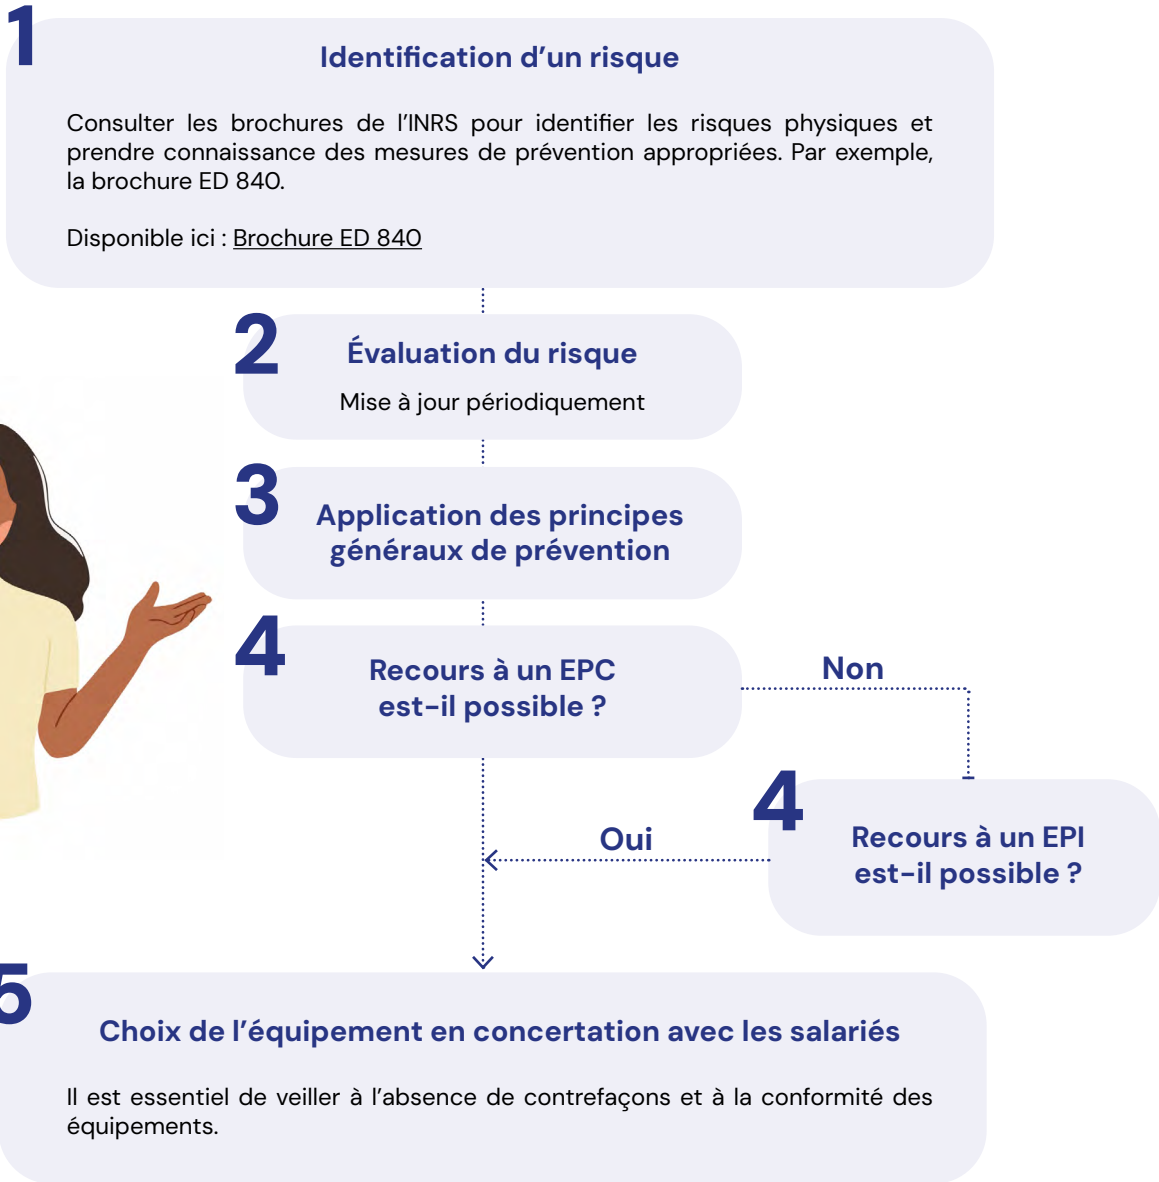 1
Identification d’un risque
Consulter les brochures de l’INRS pour identifier les risques physiques et
prendre connaissance des mesures de prévention appropriées. Par exemple,
la brochure ED 840.
Disponible ici : Brochure ED 840
2
Évaluation du risque
Mise à jour périodiquement
3
Application des principes
généraux de prévention
4
Recours à un EPC
est-il possible ?
Non
4
Recours à un EPI
est-il possible ?
Oui
5
Choix de l’équipement en concertation avec les salariés
Il est essentiel de veiller à l’absence de contrefaçons et à la conformité des
équipements.